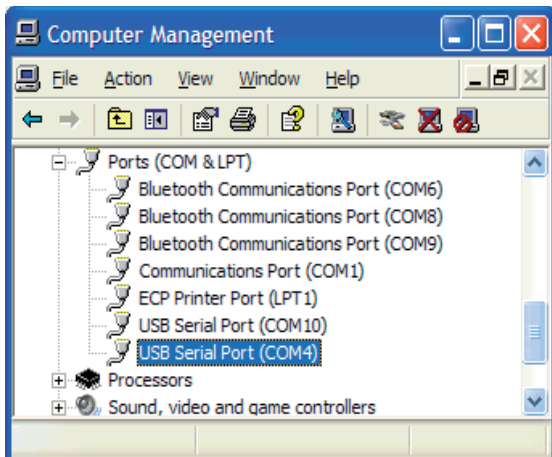 Computer Management
File Action View Window Help
Ports (COM & LPT)
Bluetooth Communications Port (COM6)
Bluetooth Communications Port (COM8)
Bluetooth Communications Port (COM9)
Communications Port (COM1)
ECP Printer Port (LPT1)
USB Serial Port (COM10)
USB Serial Port (COM4)
Processors
Sound, video and game controllers